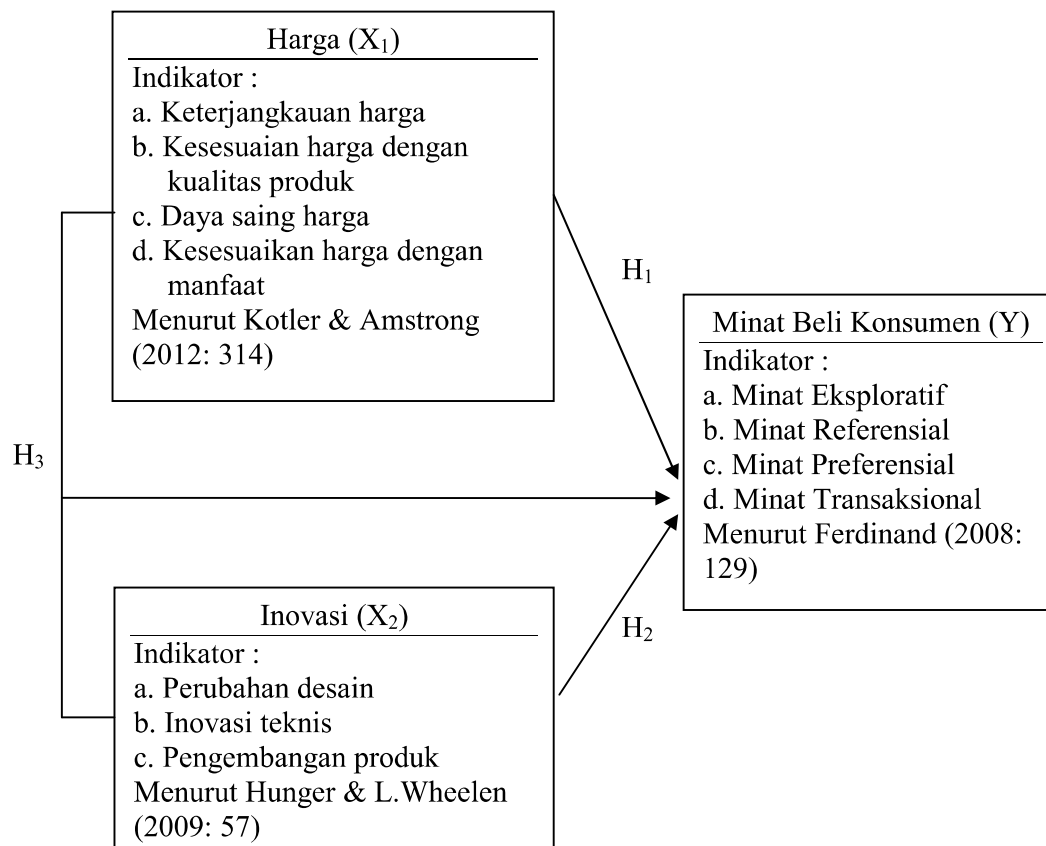 Harga (X₁)
Indikator :
a. Keterjangkauan harga
b. Kesesuaian harga dengan
kualitas produk
c. Daya saing harga
d. Kesesuaikan harga dengan
manfaat
Menurut Kotler & Amstrong
(2012: 314)
H₁
Minat Beli Konsumen (Y)
Indikator :
a. Minat Eksploratif
b. Minat Referensial
c. Minat Preferensial
d. Minat Transaksional
Menurut Ferdinand (2008:
129)
H₃
Inovasi (X₂)
Indikator :
a. Perubahan desain
b. Inovasi teknis
c. Pengembangan produk
Menurut Hunger & L.Wheelen
(2009: 57)
H₂